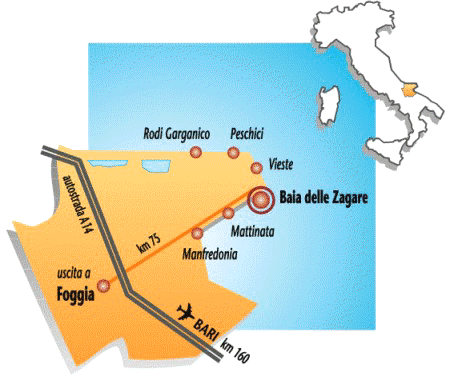 Rodi Garganico
Peschici
Vieste
Baia delle Zagare
Mattinata
Manfredonia
autostrada A14
km 75
uscita a
Foggia
BARI km 160